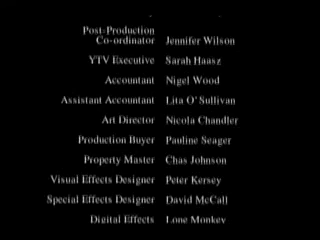 Post-Production
Co-ordinator Jennifer Wilson
YTV Executive Sarah Haasz
Accountant Nigel Wood
Assistant Accountant Lita O'Sullivan
Art Director Nicola Chandler
Production Buyer Pauline Seager
Property Master Chas Johnson
Visual Effects Designer Peter Kersey
Special Effects Designer David McCall
Digital Effects Lone Monkey